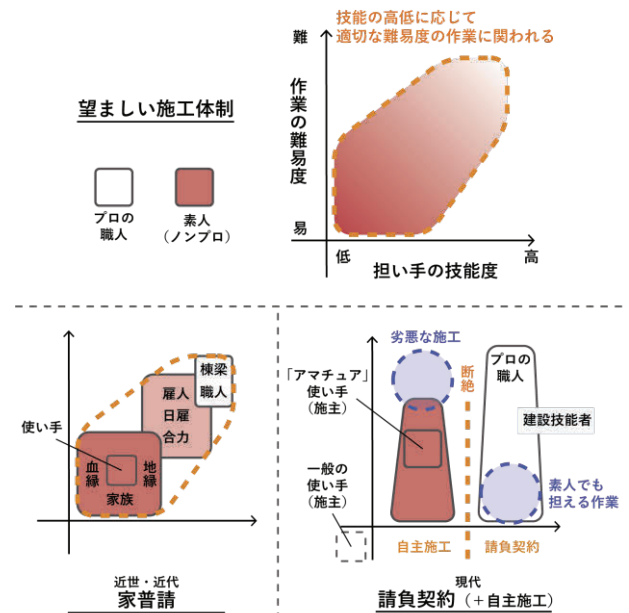 技能の高低に応じて
適切な難易度の作業に関われる
望ましい施工体制
プロの
職人
素人
（ノンプロ）
難
作業の難易度
易
低
高
担い手の技能度
使い手
血縁
地縁
家族
雇人
日雇
合力
棟梁
職人
近世・近代
家普請
劣悪な施工
「アマチュア」
使い手
（施主）
一般の
使い手
（施主）
断絶
プロの
職人
建設技能者
素人でも
担える作業
自主施工
請負契約
現代
請負契約（＋自主施工）